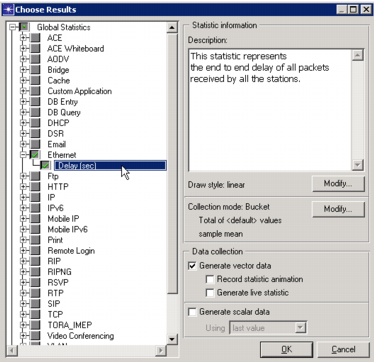 Choose Results
Global Statistics
ACE
ACE Whiteboard
AODV
Bridge
Cache
Custom Application
DB Entry
DB Query
DHCP
DSR
Email
Ethernet
Delay (sec)
Ftp
HTTP
IP
IPv6
Mobile IP
Mobile IPv6
Print
Remote Login
RIP
RIPNG
RSVP
RTP
SIP
TCP
TORA_IMEP
Video Conferencing
Statistic information
Description:
This statistic represents
the end to end delay of all packets
received by all the stations.
Draw style: linear
Modify...
Collection mode: Bucket
Modify...
Total of <default> values
sample mean
Data collection
Generate vector data
Record statistic animation
Generate live statistic
Generate scalar data
Using last value
OK
Cancel